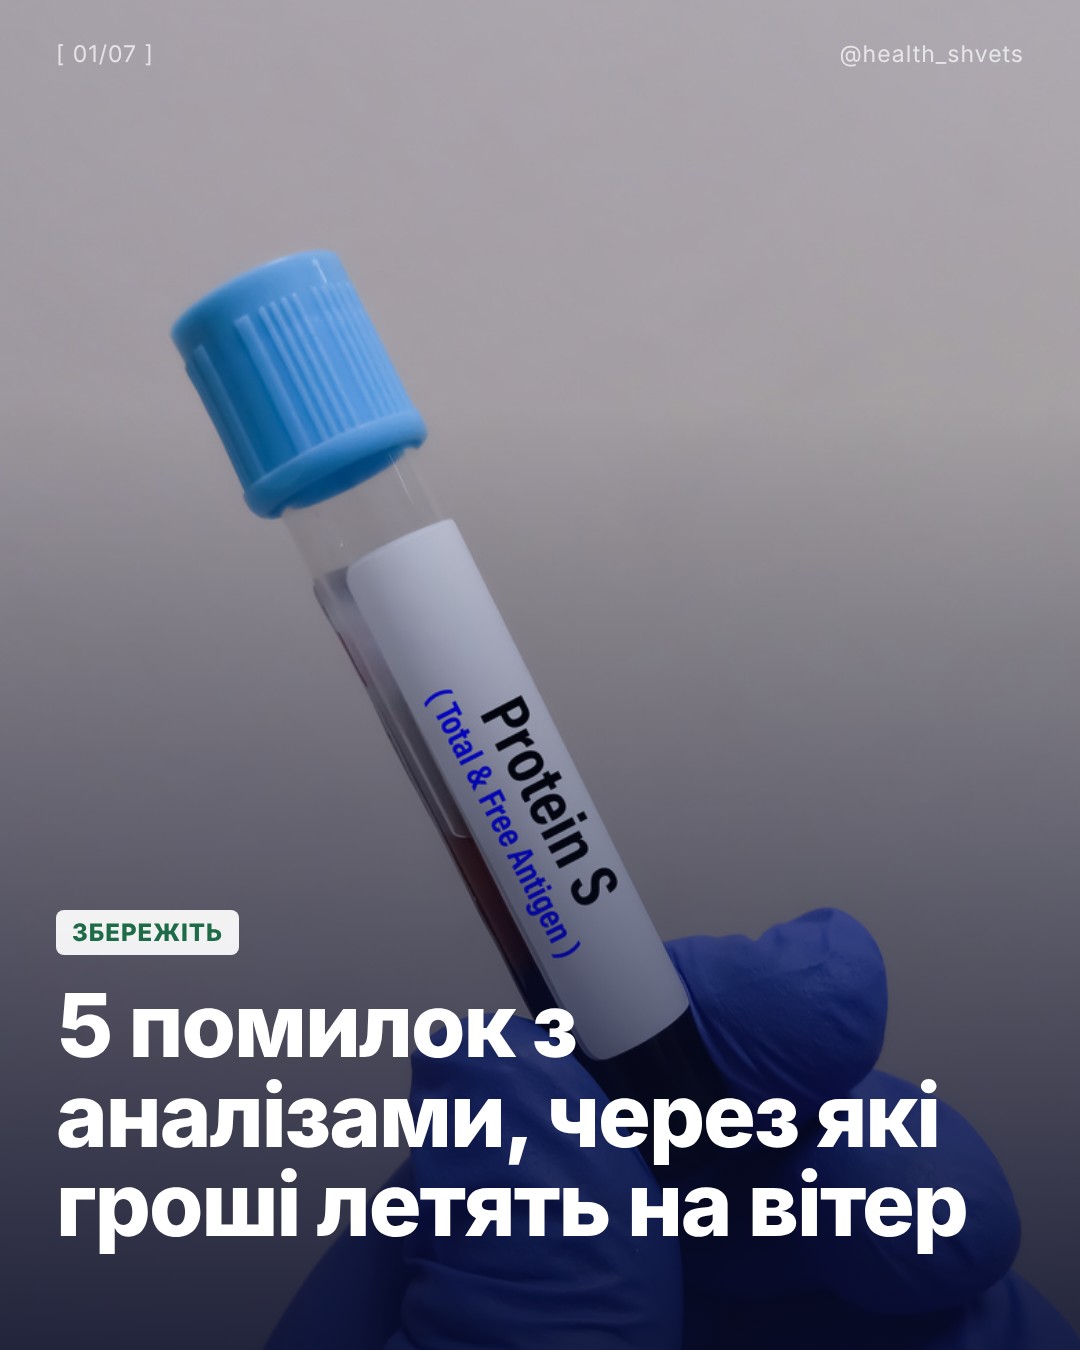 [ 01/07 ]
@health_shvets
Protein S
( Total & Free Antigen )
ЗБЕРЕЖІТЬ
5 помилок з
аналізами, через які
гроші летять на вітер